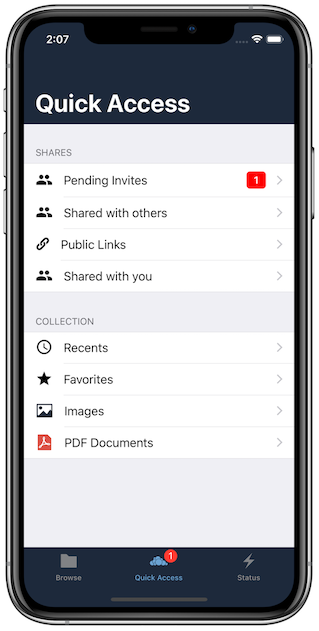 2:07
Quick Access
SHARES
Pending Invites 1
Shared with others
Public Links
Shared with you
COLLECTION
Recents
Favorites
Images
PDF Documents
1
Browse Quick Access Status